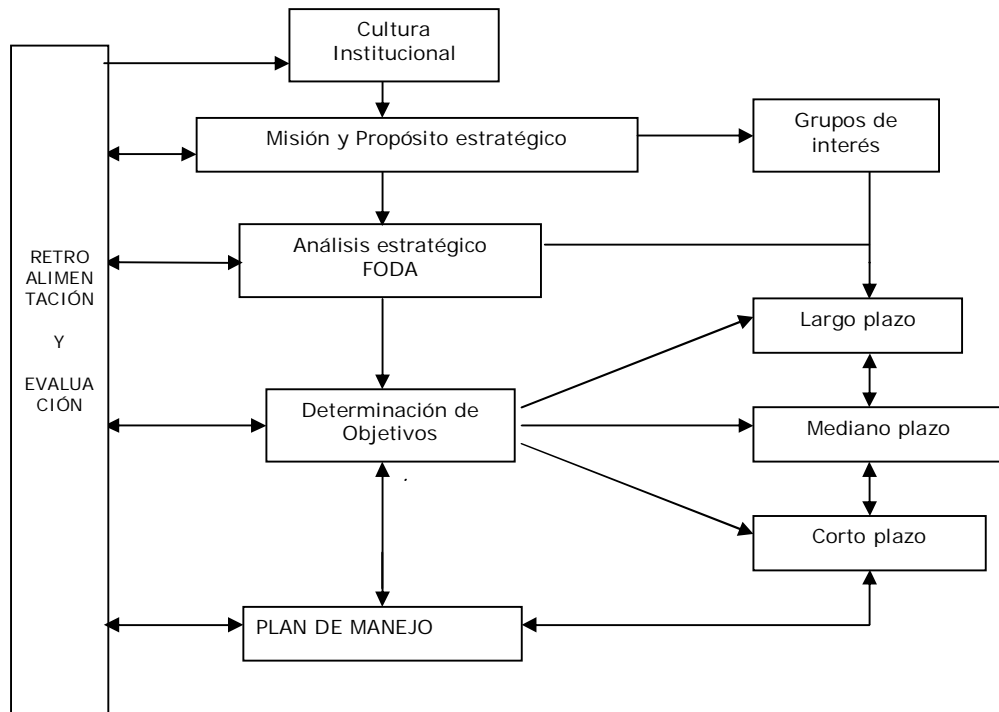 Cultura
Institucional
Misión y Propósito estratégico
Grupos de
interés
Análisis estratégico
FODA
RETRO
ALIMEN
TACIÓN
Y
EVALUA
CIÓN
Largo plazo
Determinación de
Objetivos
Mediano plazo
Corto plazo
PLAN DE MANEJO